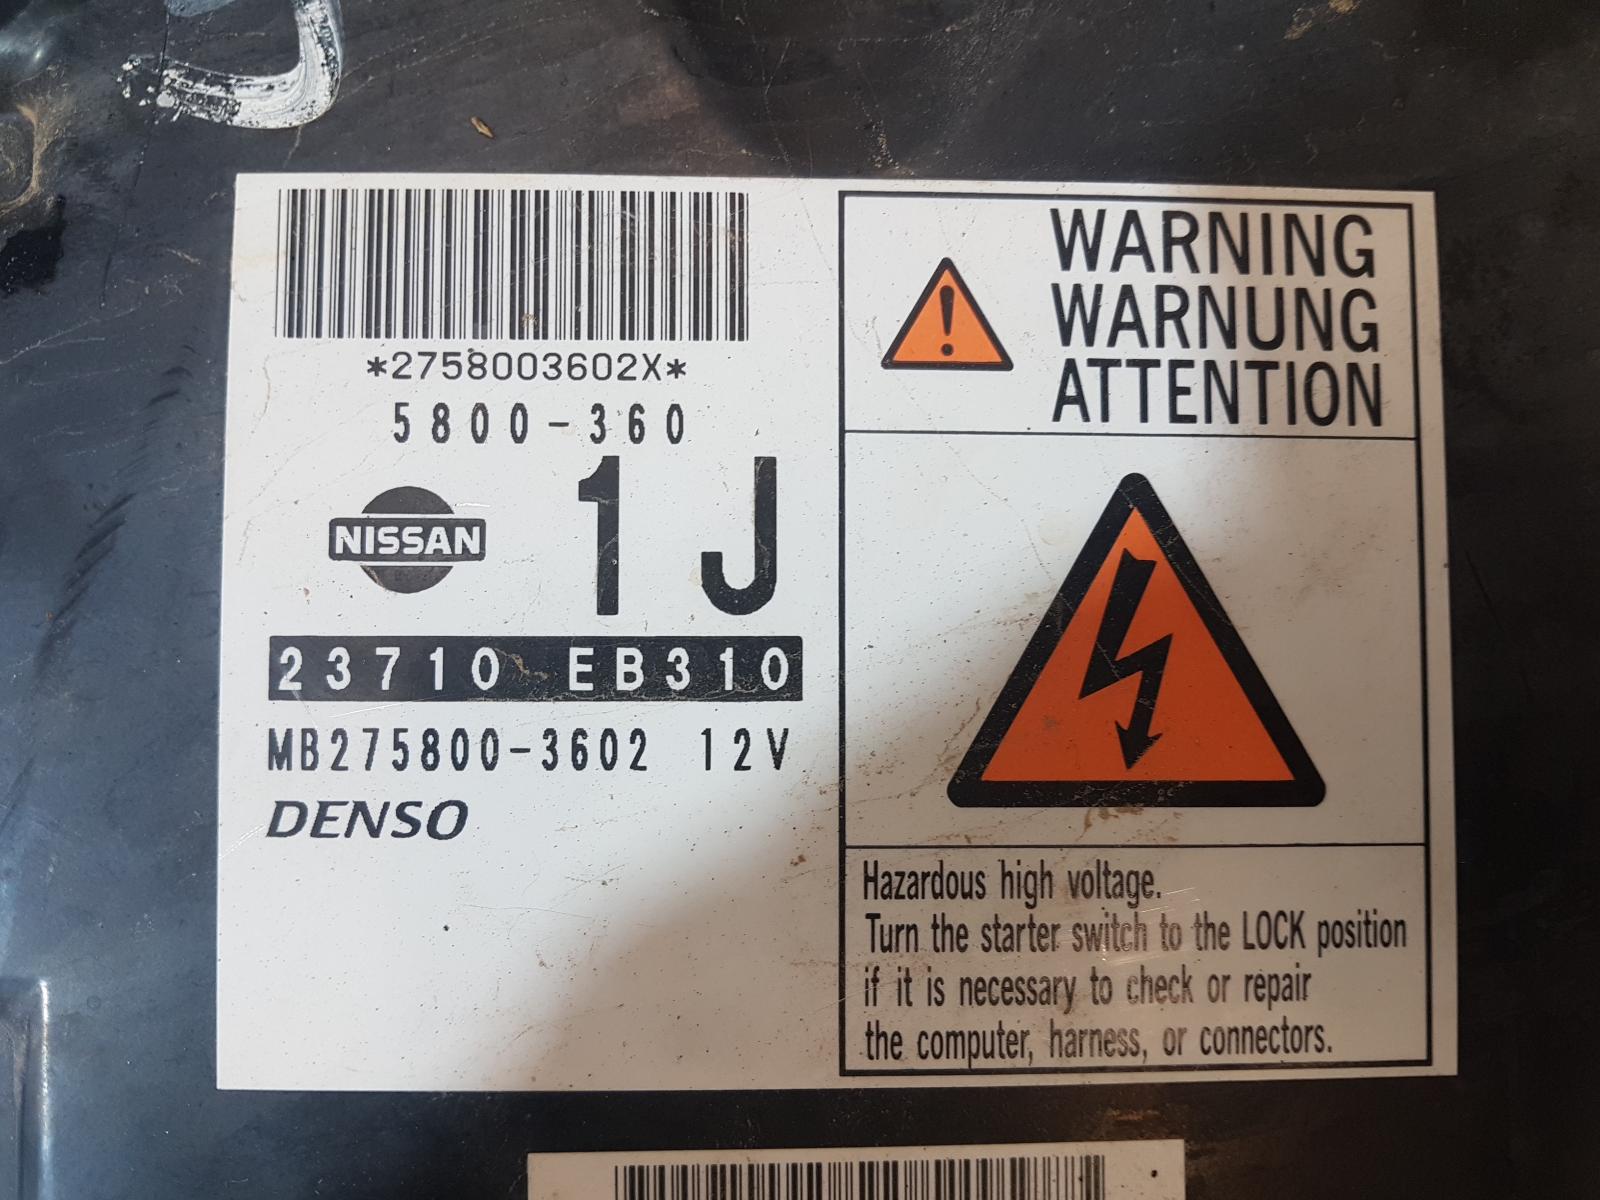 *2758003602X*
5800-360
NISSAN
1J
23710 EB310
MB275800-3602 12V
DENSO
WARNING
WARNUNG
ATTENTION
Hazardous high voltage.
Turn the starter switch to the LOCK position
if it is necessary to check or repair
the computer, harness, or connectors.